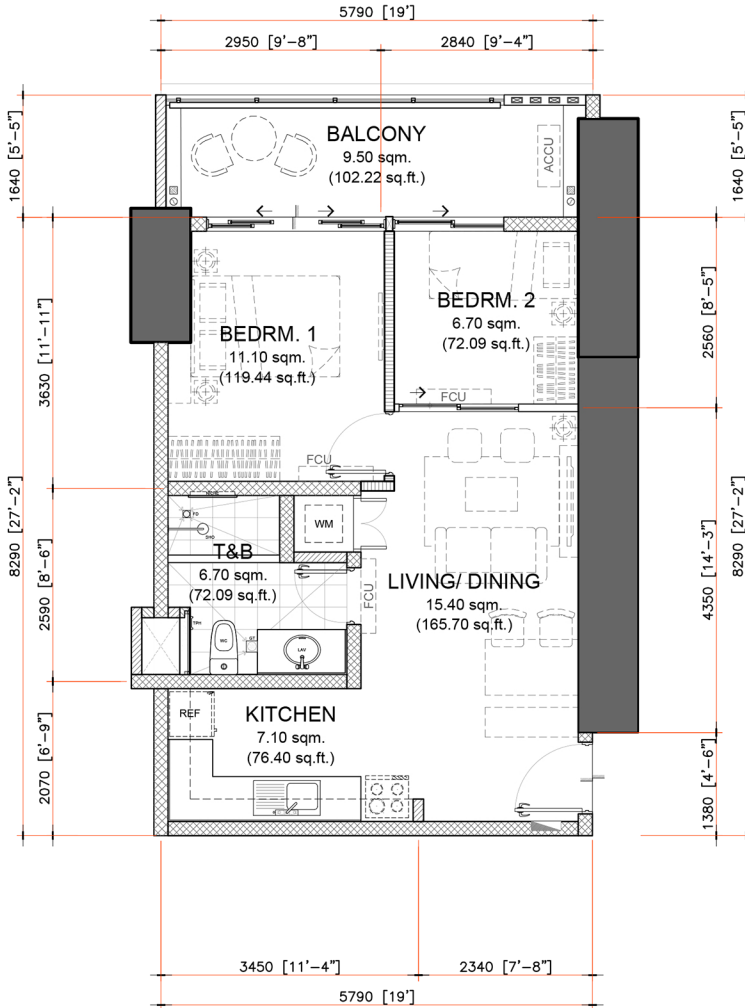 5790 [19']
2950 [9'-8"]
2840 [9'-4"]
1640 [5'-5"]
1640 [5'-5"]
BALCONY
9.50 sqm.
(102.22 sq.ft.)
ACCU
8290 [27'-2"]
3630 [11'-11"]
BEDRM. 1
11.10 sqm.
(119.44 sq.ft.)
BEDRM. 2
6.70 sqm.
(72.09 sq.ft.)
2560 [8'-5"]
8290 [27'-2"]
FCU
FCU
WM
FD
T&B
6.70 sqm.
(72.09 sq.ft.)
2590 [8'-6"]
FCU
LIVING/ DINING
15.40 sqm.
(165.70 sq.ft.)
4350 [14'-3"]
TPH
WC
LAV
REF
KITCHEN
7.10 sqm.
(76.40 sq.ft.)
2070 [6'-9"]
1380 [4'-6"]
3450 [11'-4"]
2340 [7'-8"]
5790 [19']